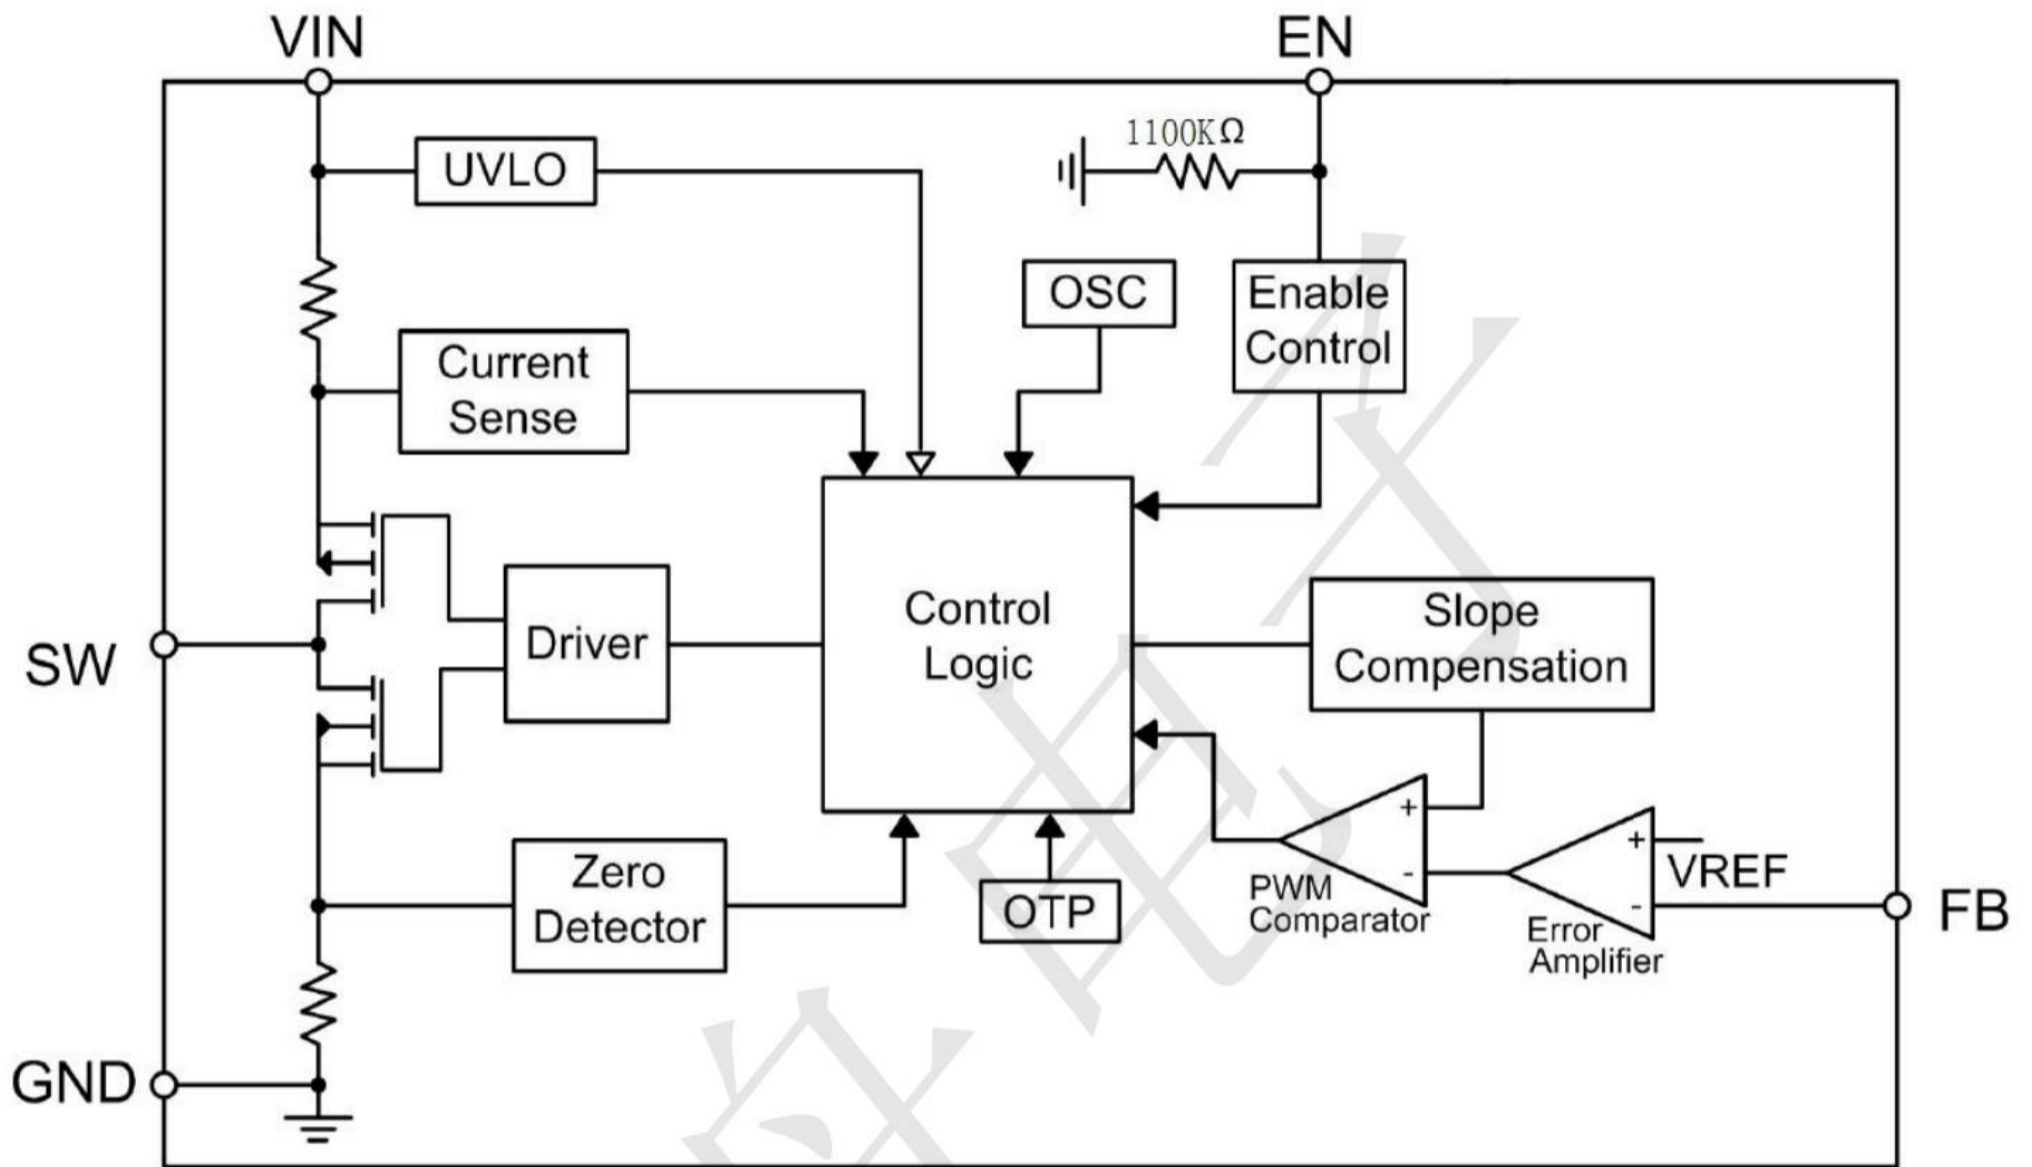 VIN
EN
1100KΩ
UVLO
OSC
Enable
Control
Current
Sense
Control
Logic
Slope
Compensation
Driver
SW
+
-
PWM
Comparator
+
VREF
-
Error
Amplifier
FB
Zero
Detector
OTP
GND